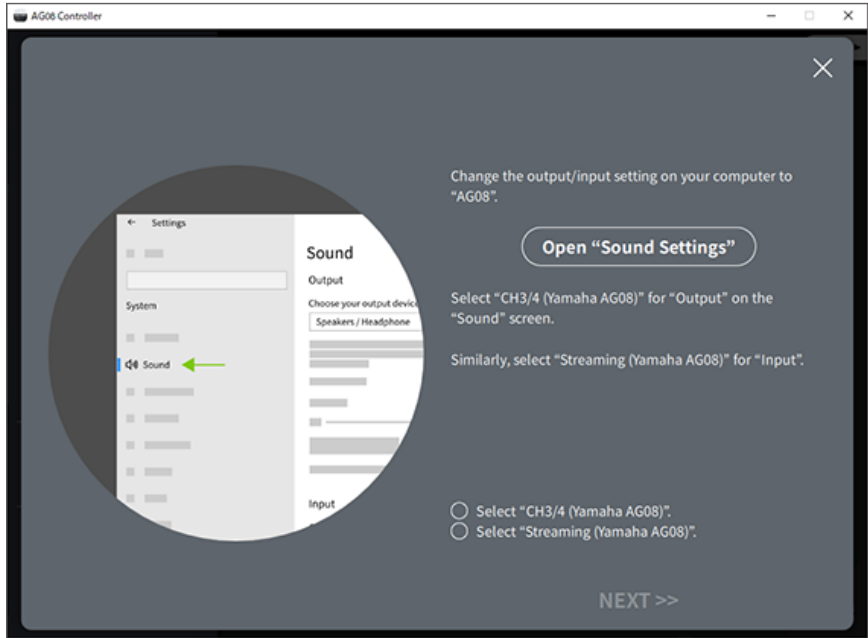 AG08 Controller
Change the output/input setting on your computer to
“AG08”.
Open “Sound Settings”
Select “CH3/4 (Yamaha AG08)” for “Output” on the
“Sound” screen.
Similarly, select “Streaming (Yamaha AG08)” for “Input”.
Settings
System
Sound
Sound
Output
Choose your output device
Speakers / Headphone
Input
Select “CH3/4 (Yamaha AG08)”.
Select “Streaming (Yamaha AG08)”.
NEXT >>